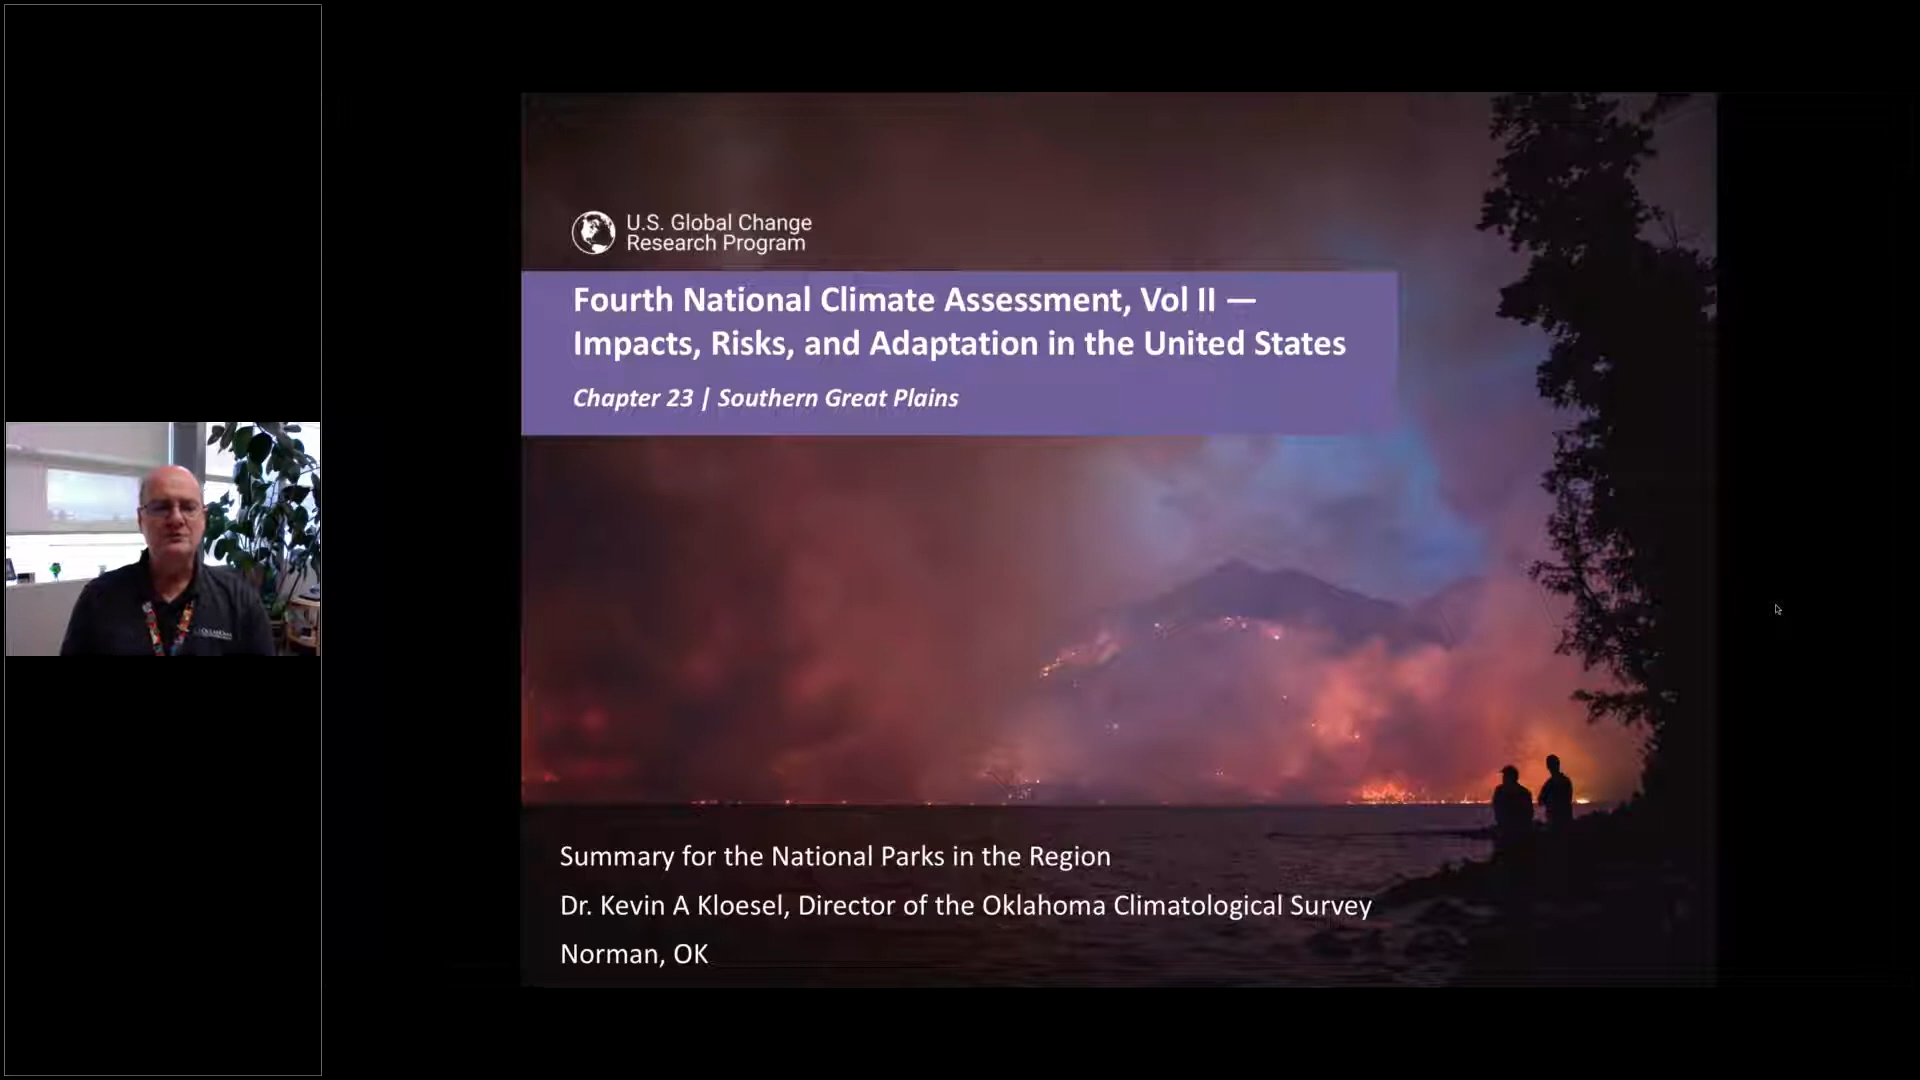 U.S. Global Change
Research Program
Fourth National Climate Assessment, Vol II —
Impacts, Risks, and Adaptation in the United States
Chapter 23 | Southern Great Plains
Summary for the National Parks in the Region
Dr. Kevin A Kloesel, Director of the Oklahoma Climatological Survey
Norman, OK